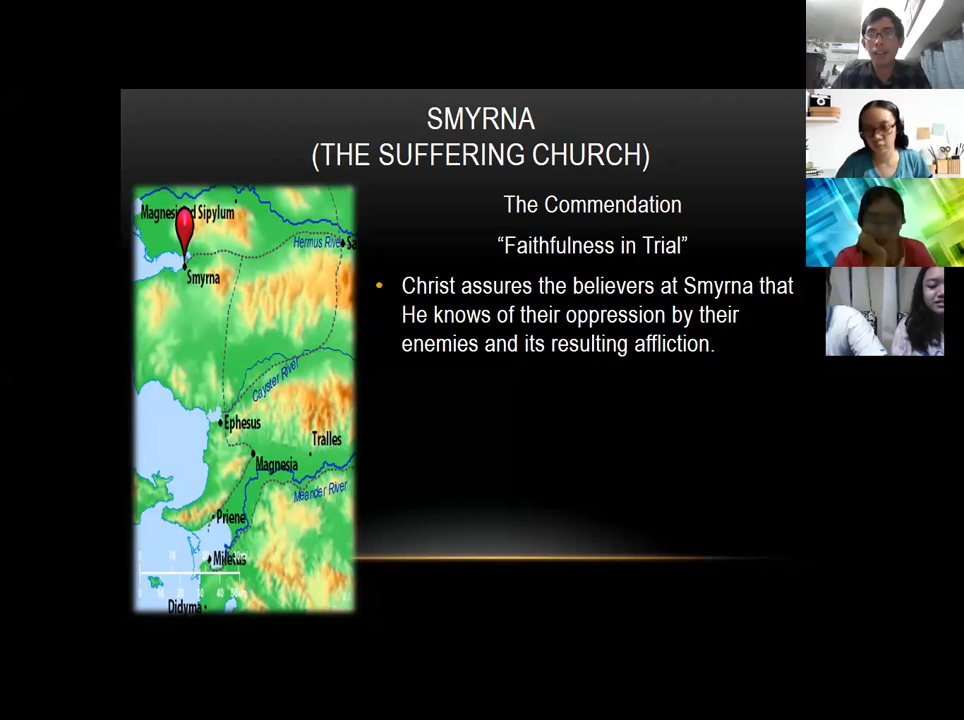 SMYRNA
(THE SUFFERING CHURCH)
The Commendation
“Faithfulness in Trial”
• Christ assures the believers at Smyrna that
He knows of their oppression by their
enemies and its resulting affliction.
Sipylum
Hermus River
Smyrna
Cayster River
Ephesus
Tralles
Magnesia
Meander River
Priene
Miletus
Didyma